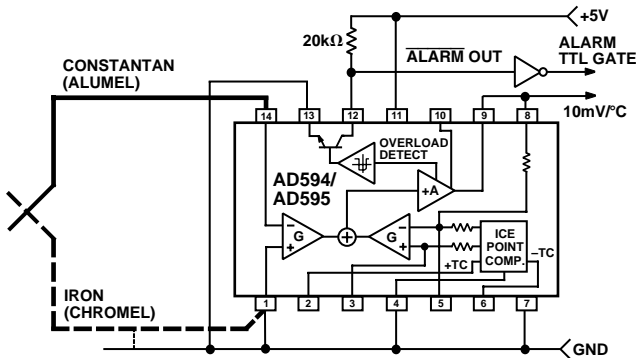 +5V
20kΩ
CONSTANTAN
(ALUMEL)
ALARM OUT
ALARM
TTL GATE
10mV/°C
14 13 12 11 10 9 8
OVERLOAD
DETECT
AD594/
AD595
+A
G
– +
G
– +
ICE
POINT
COMP.
+TC
–TC
IRON
(CHROMEL)
1 2 3 4 5 6 7
GND